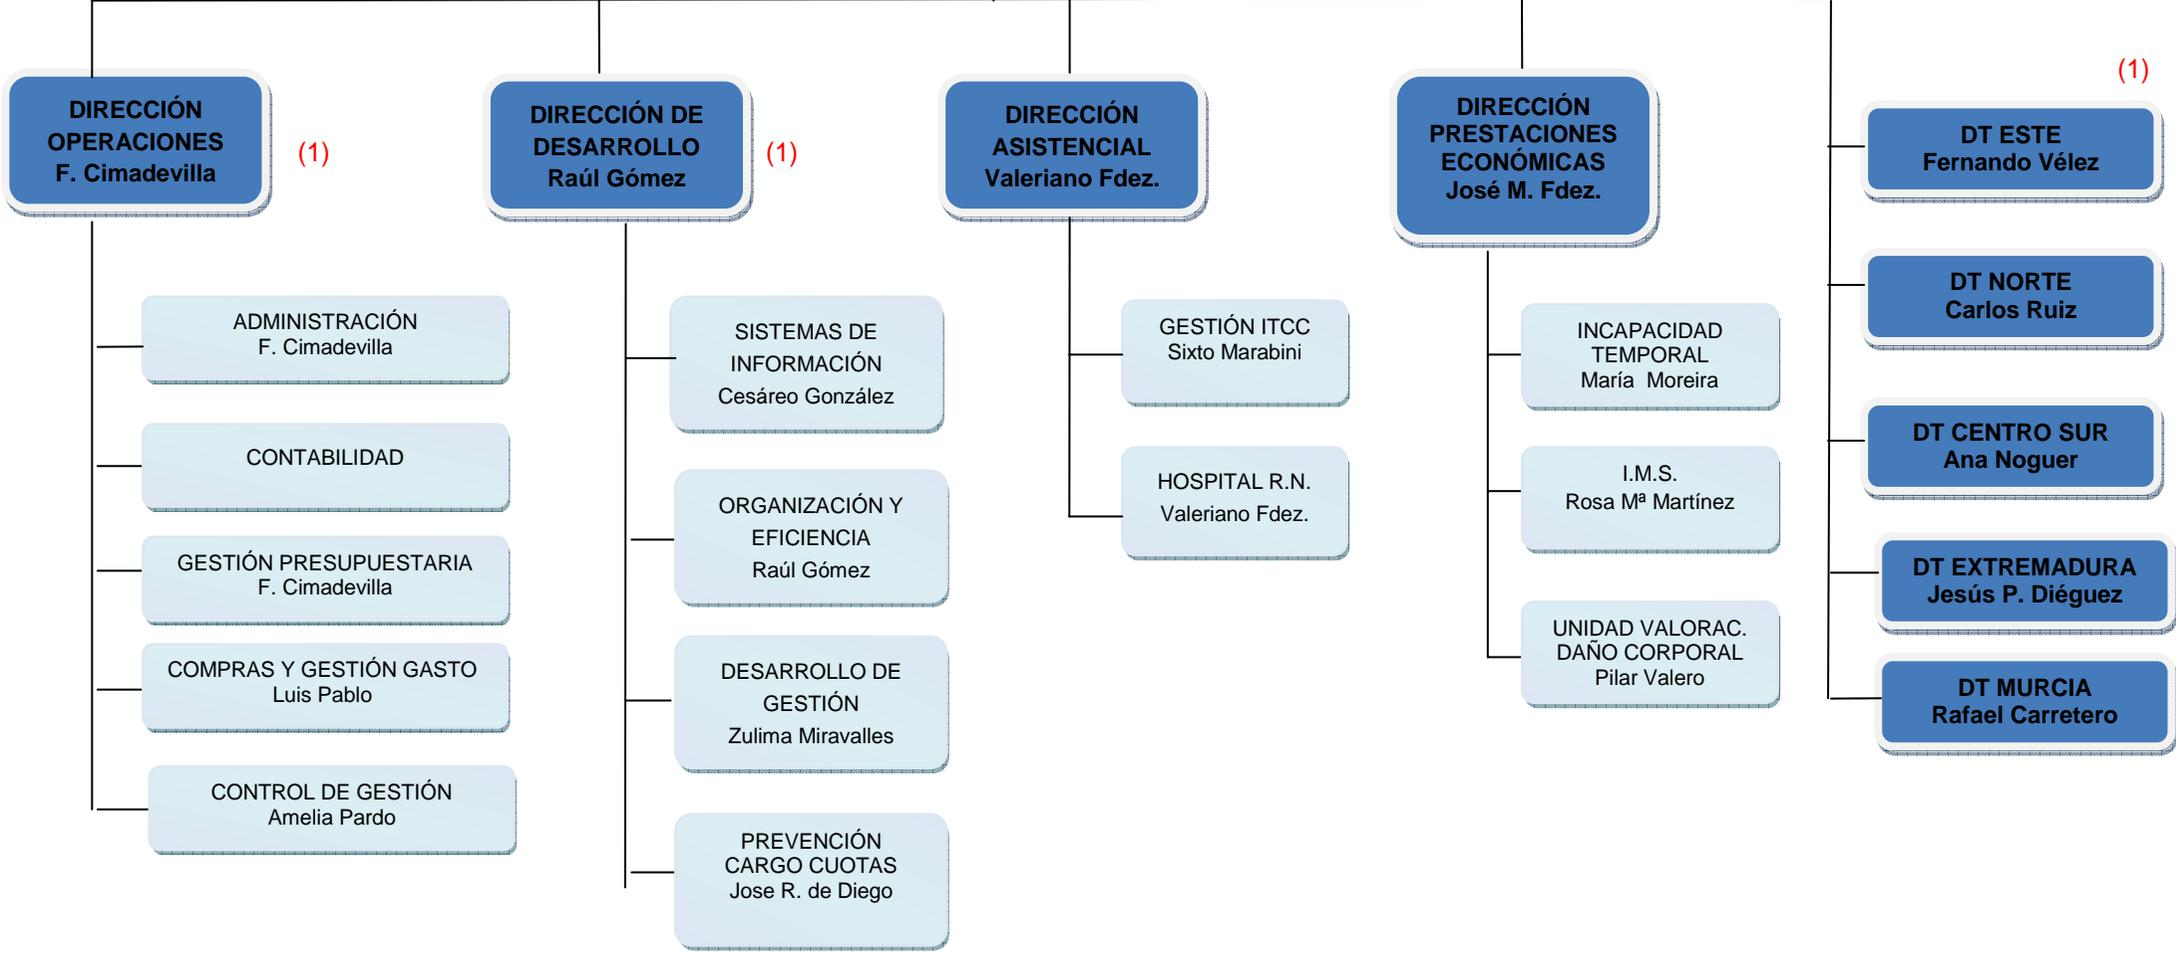 DIRECCIÓN
OPERACIONES
F. Cimadevilla
(1)
ADMINISTRACIÓN
F. Cimadevilla
CONTABILIDAD
GESTIÓN PRESUPUESTARIA
F. Cimadevilla
COMPRAS Y GESTIÓN GASTO
Luis Pablo
CONTROL DE GESTIÓN
Amelia Pardo
DIRECCIÓN DE
DESARROLLO
Raúl Gómez
(1)
SISTEMAS DE
INFORMACIÓN
Cesáreo González
ORGANIZACIÓN Y
EFICIENCIA
Raúl Gómez
DESARROLLO DE
GESTIÓN
Zulima Miravalles
PREVENCIÓN
CARGO CUOTAS
Jose R. de Diego
DIRECCIÓN
ASISTENCIAL
Valeriano Fdez.
GESTIÓN ITCC
Sixto Marabini
HOSPITAL R.N.
Valeriano Fdez.
DIRECCIÓN
PRESTACIONES
ECONÓMICAS
José M. Fdez.
INCAPACIDAD
TEMPORAL
María  Moreira
I.M.S.
Rosa Mª Martínez
UNIDAD VALORAC.
DAÑO CORPORAL
Pilar Valero
(1)
DT ESTE
Fernando Vélez
DT NORTE
Carlos Ruiz
DT CENTRO SUR
Ana Noguer
DT EXTREMADURA
Jesús P. Diéguez
DT MURCIA
Rafael Carretero